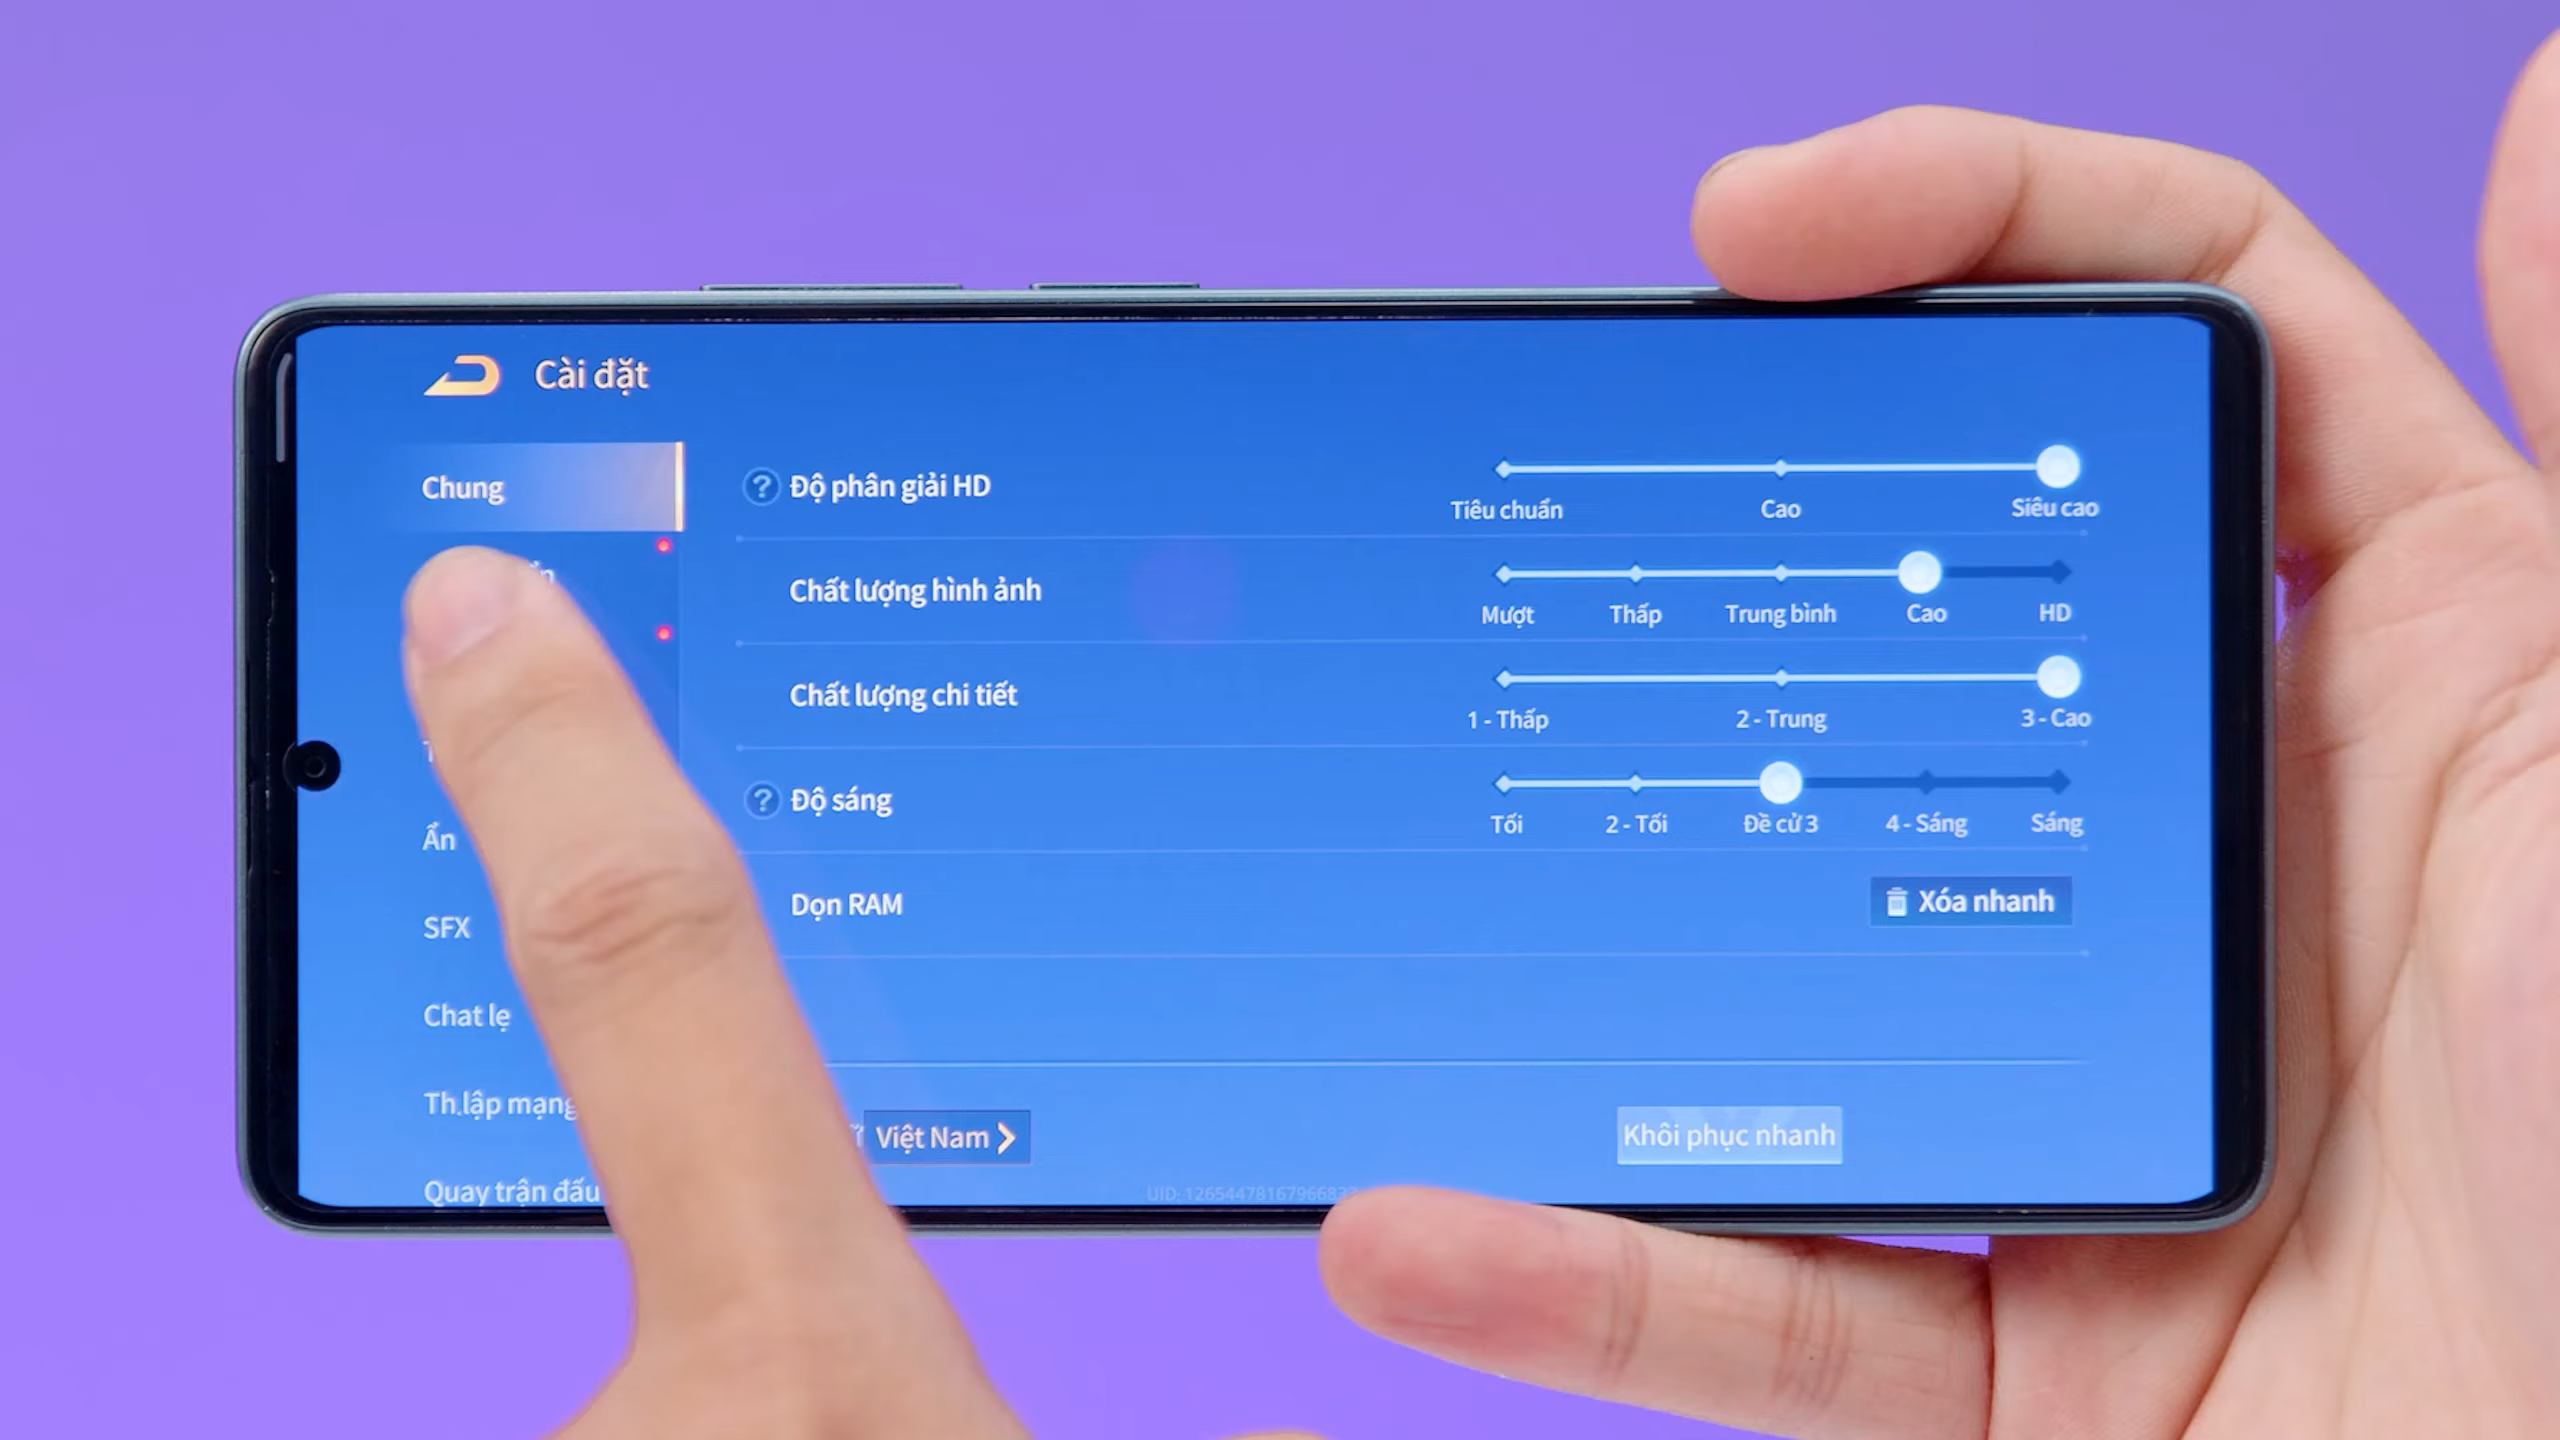 Cài đặt
Chung
? Độ phân giải HD
Tiêu chuẩn Cao Siêu cao
Chất lượng hình ảnh
Mượt Thấp Trung bình Cao HD
Chất lượng chi tiết
1 - Thấp 2 - Trung 3 - Cao
? Độ sáng
Tối 2 - Tối Đề cử 3 4 - Sáng Sáng
Ẩn
Dọn RAM
Xóa nhanh
SFX
Chat lẹ
Th.lập mạng
Việt Nam
Khôi phục nhanh
Quay trận đấu